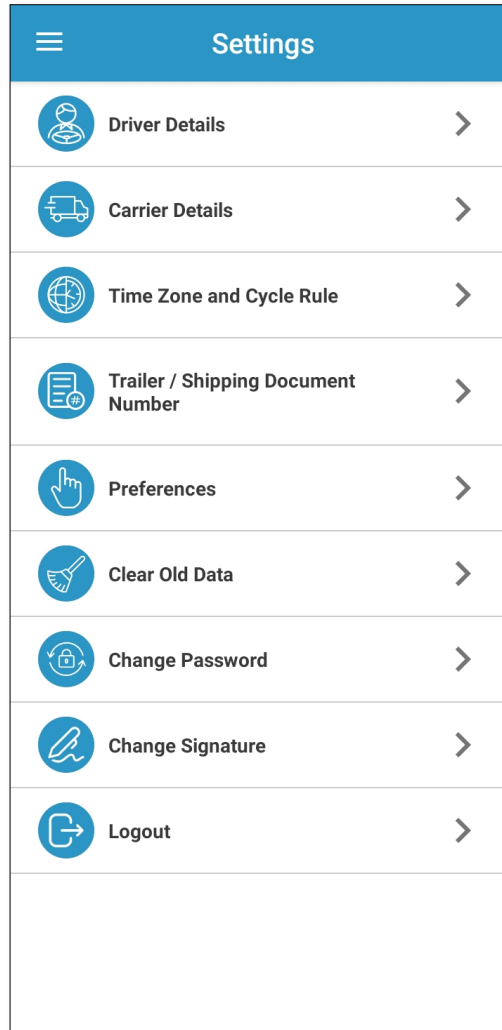 Settings
Driver Details
Carrier Details
Time Zone and Cycle Rule
Trailer / Shipping Document
Number
#
Preferences
Clear Old Data
Change Password
Change Signature
Logout